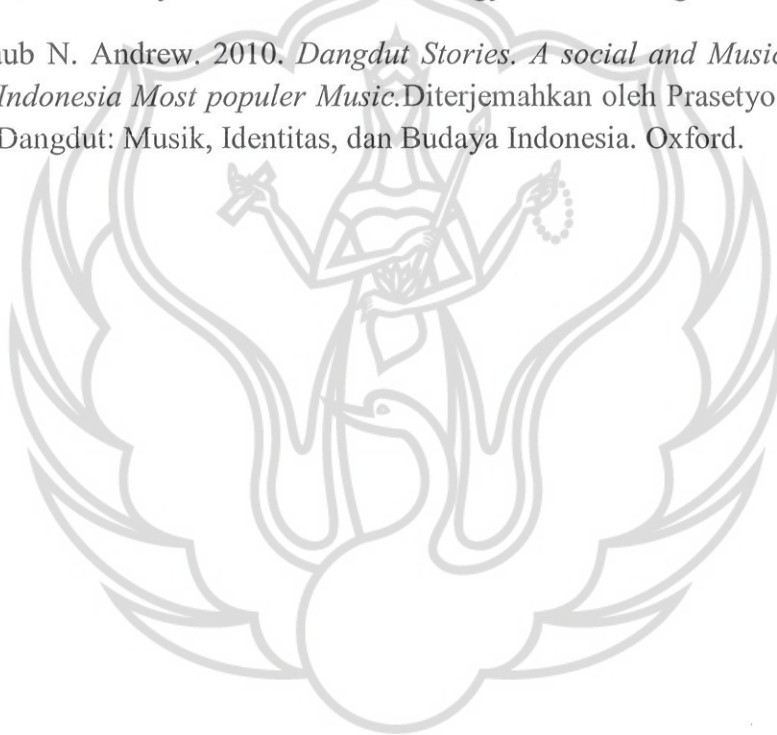 ub N. Andrew. 2010. Dangdut Stories. A social and Music
Indonesia Most populer Music.Diterjemahkan oleh Prasetyo
Dangdut: Musik, Identitas, dan Budaya Indonesia. Oxford.